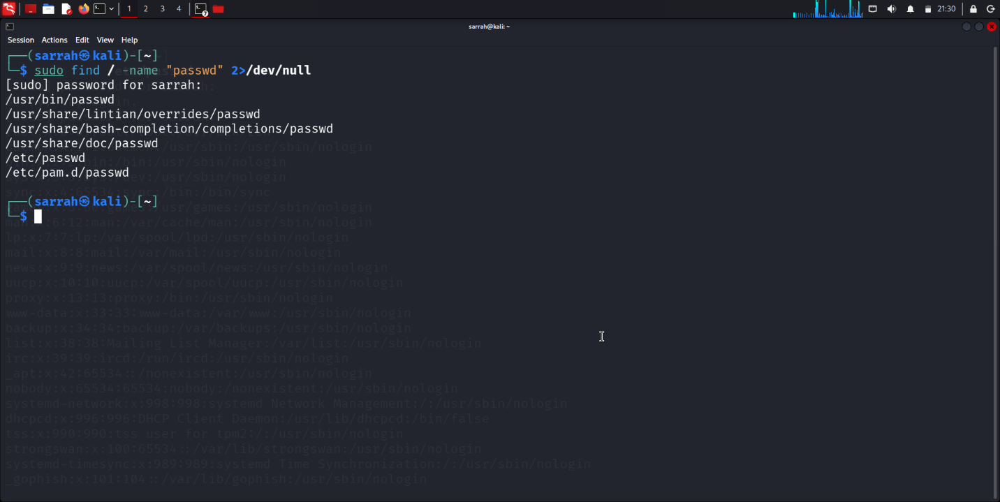 1 2 3 4 7 21:30
sarrah@kali: ~
Session Actions Edit View Help
┌──(sarrah㉿kali)-[~]
└─$ sudo find / -name "passwd" 2>/dev/null
[sudo] password for sarrah:
/usr/bin/passwd
/usr/share/lintian/overrides/passwd
/usr/share/bash-completion/completions/passwd
/usr/share/doc/passwd
/usr/sbin:/usr/sbin/nologin
/etc/passwd
bin:/usr/sbin/nologin
/etc/pam.d/passwd
dev:/usr/sbin/nologin
sync:x:4:65534:sync:/bin:/bin/sync
┌──(sarrah㉿kali)-[~]
usr/games:/usr/sbin/nologin
└─$
:6:12:man:/var/cache/man:/usr/sbin/nologin
lp:x:7:7:lp:/var/spool/lpd:/usr/sbin/nologin
mail:x:8:8:mail:/var/mail:/usr/sbin/nologin
news:x:9:9:news:/var/spool/news:/usr/sbin/nologin
uucp:x:10:10:uucp:/var/spool/uucp:/usr/sbin/nologin
proxy:x:13:13:proxy:/bin:/usr/sbin/nologin
www-data:x:33:33:www-data:/var/www:/usr/sbin/nologin
backup:x:34:34:backup:/var/backups:/usr/sbin/nologin
list:x:38:38:Mailing List Manager:/var/list:/usr/sbin/nologin
irc:x:39:39:ircd:/run/ircd:/usr/sbin/nologin
_apt:x:42:65534::/nonexistent:/usr/sbin/nologin
nobody:x:65534:65534:nobody:/nonexistent:/usr/sbin/nologin
systemd-network:x:998:998:systemd Network Management:/:/usr/sbin/nologin
dhcpcd:x:996:996:DHCP Client Daemon:/usr/lib/dhcpcd:/bin/false
tss:x:990:990:tss user for tpm2:/:/usr/sbin/nologin
strongswan:x:100:65534::/var/lib/strongswan:/usr/sbin/nologin
systemd-timesync:x:989:989:systemd Time Synchronization:/:/usr/sbin/nologin
_gophish:x:101:104::/var/lib/gophish:/usr/sbin/nologin